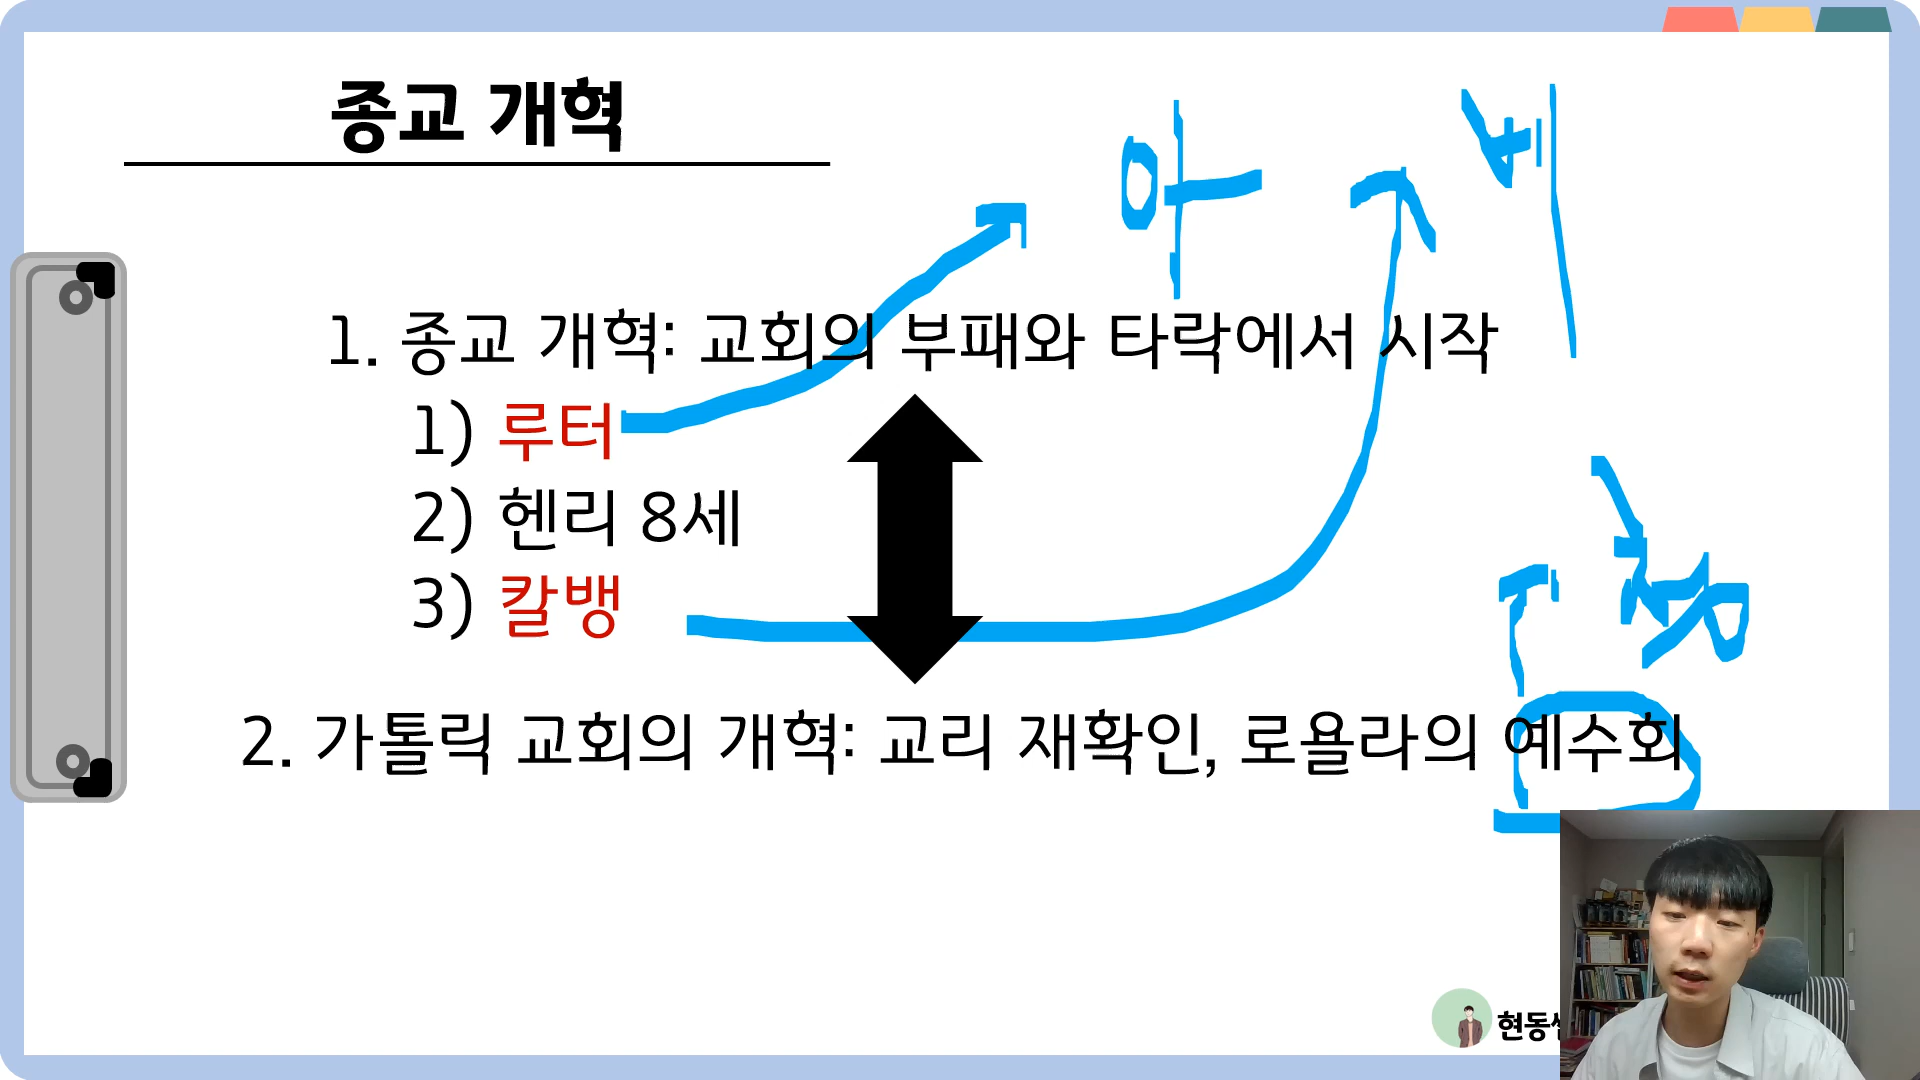 종교 개혁
아
베
1. 종교 개혁: 교회의 부패와 타락에서 시작
1) 루터
2) 헨리 8세
3) 칼뱅
2. 가톨릭 교회의 개혁: 교리 재확인, 로욜라의 예수회
현동